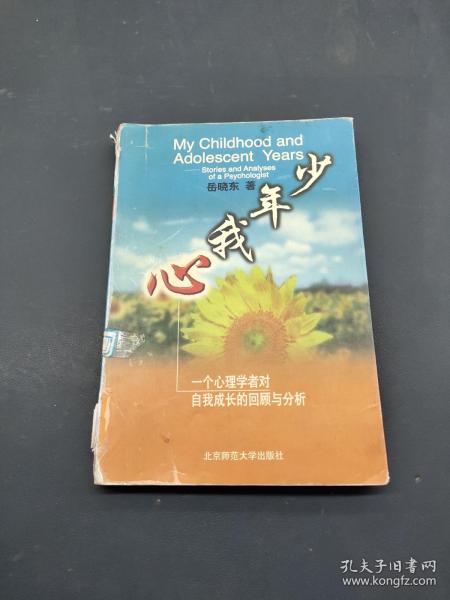 My Childhood and
Adolescent Years
——Stories and Analyses
of a Psychologist
岳晓东 著
少年我心
一个心理学者对
自我成长的回顾与分析
北京师范大学出版社
孔夫子旧书网
www.kongfz.com